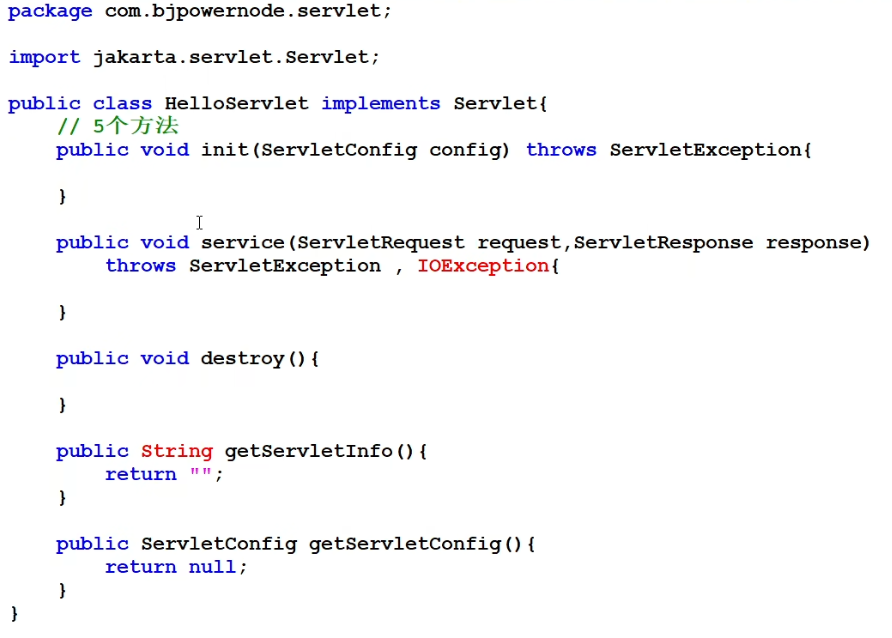 package com.bjpowernode.servlet;
import jakarta.servlet.Servlet;
public class HelloServlet implements Servlet{
// 5个方法
public void init(ServletConfig config) throws ServletException{
}
public void service(ServletRequest request,ServletResponse response)
throws ServletException , IOException{
}
public void destroy(){
}
public String getServletInfo(){
return "";
}
public ServletConfig getServletConfig(){
return null;
}
}